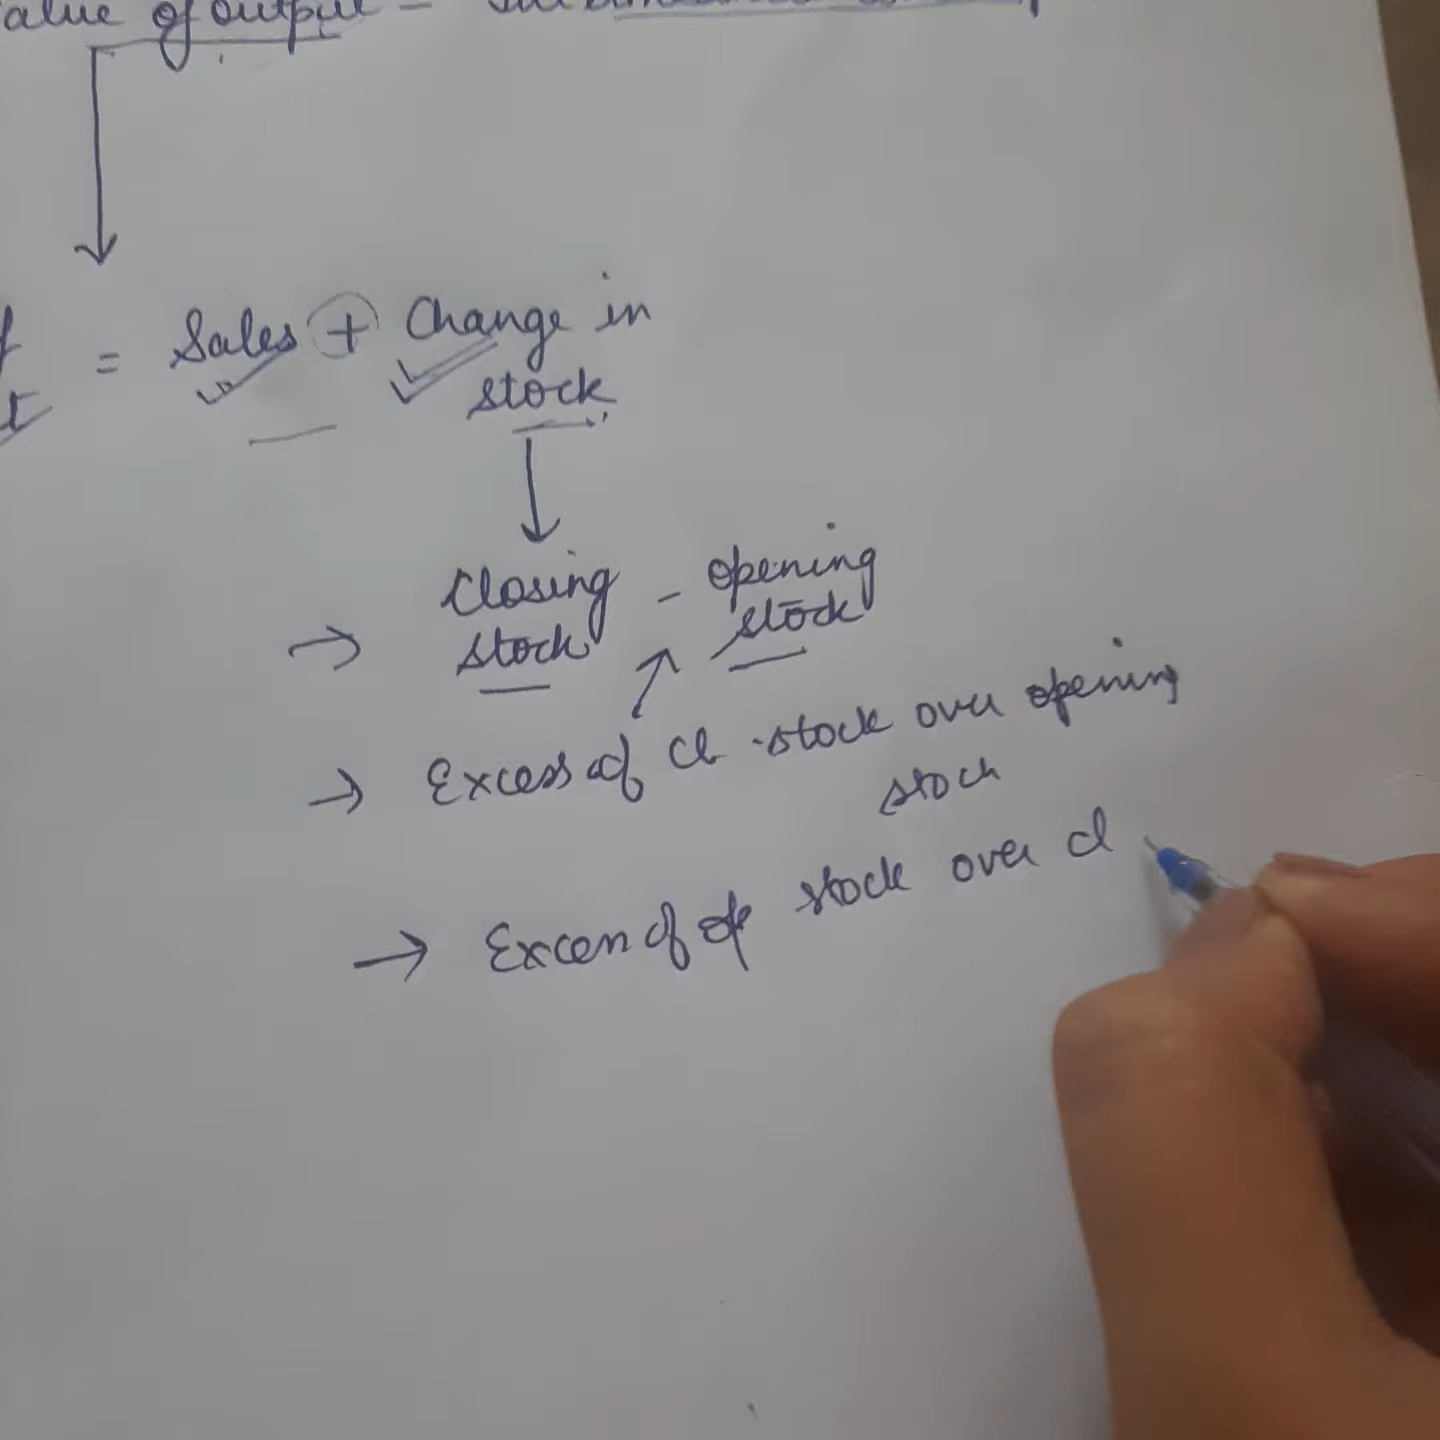 alue of output -
= Sales + Change in
stock
Closing - opening
stock stock
→ Excess of cl. stock over opening
stock
→ Excess of op stock over cl